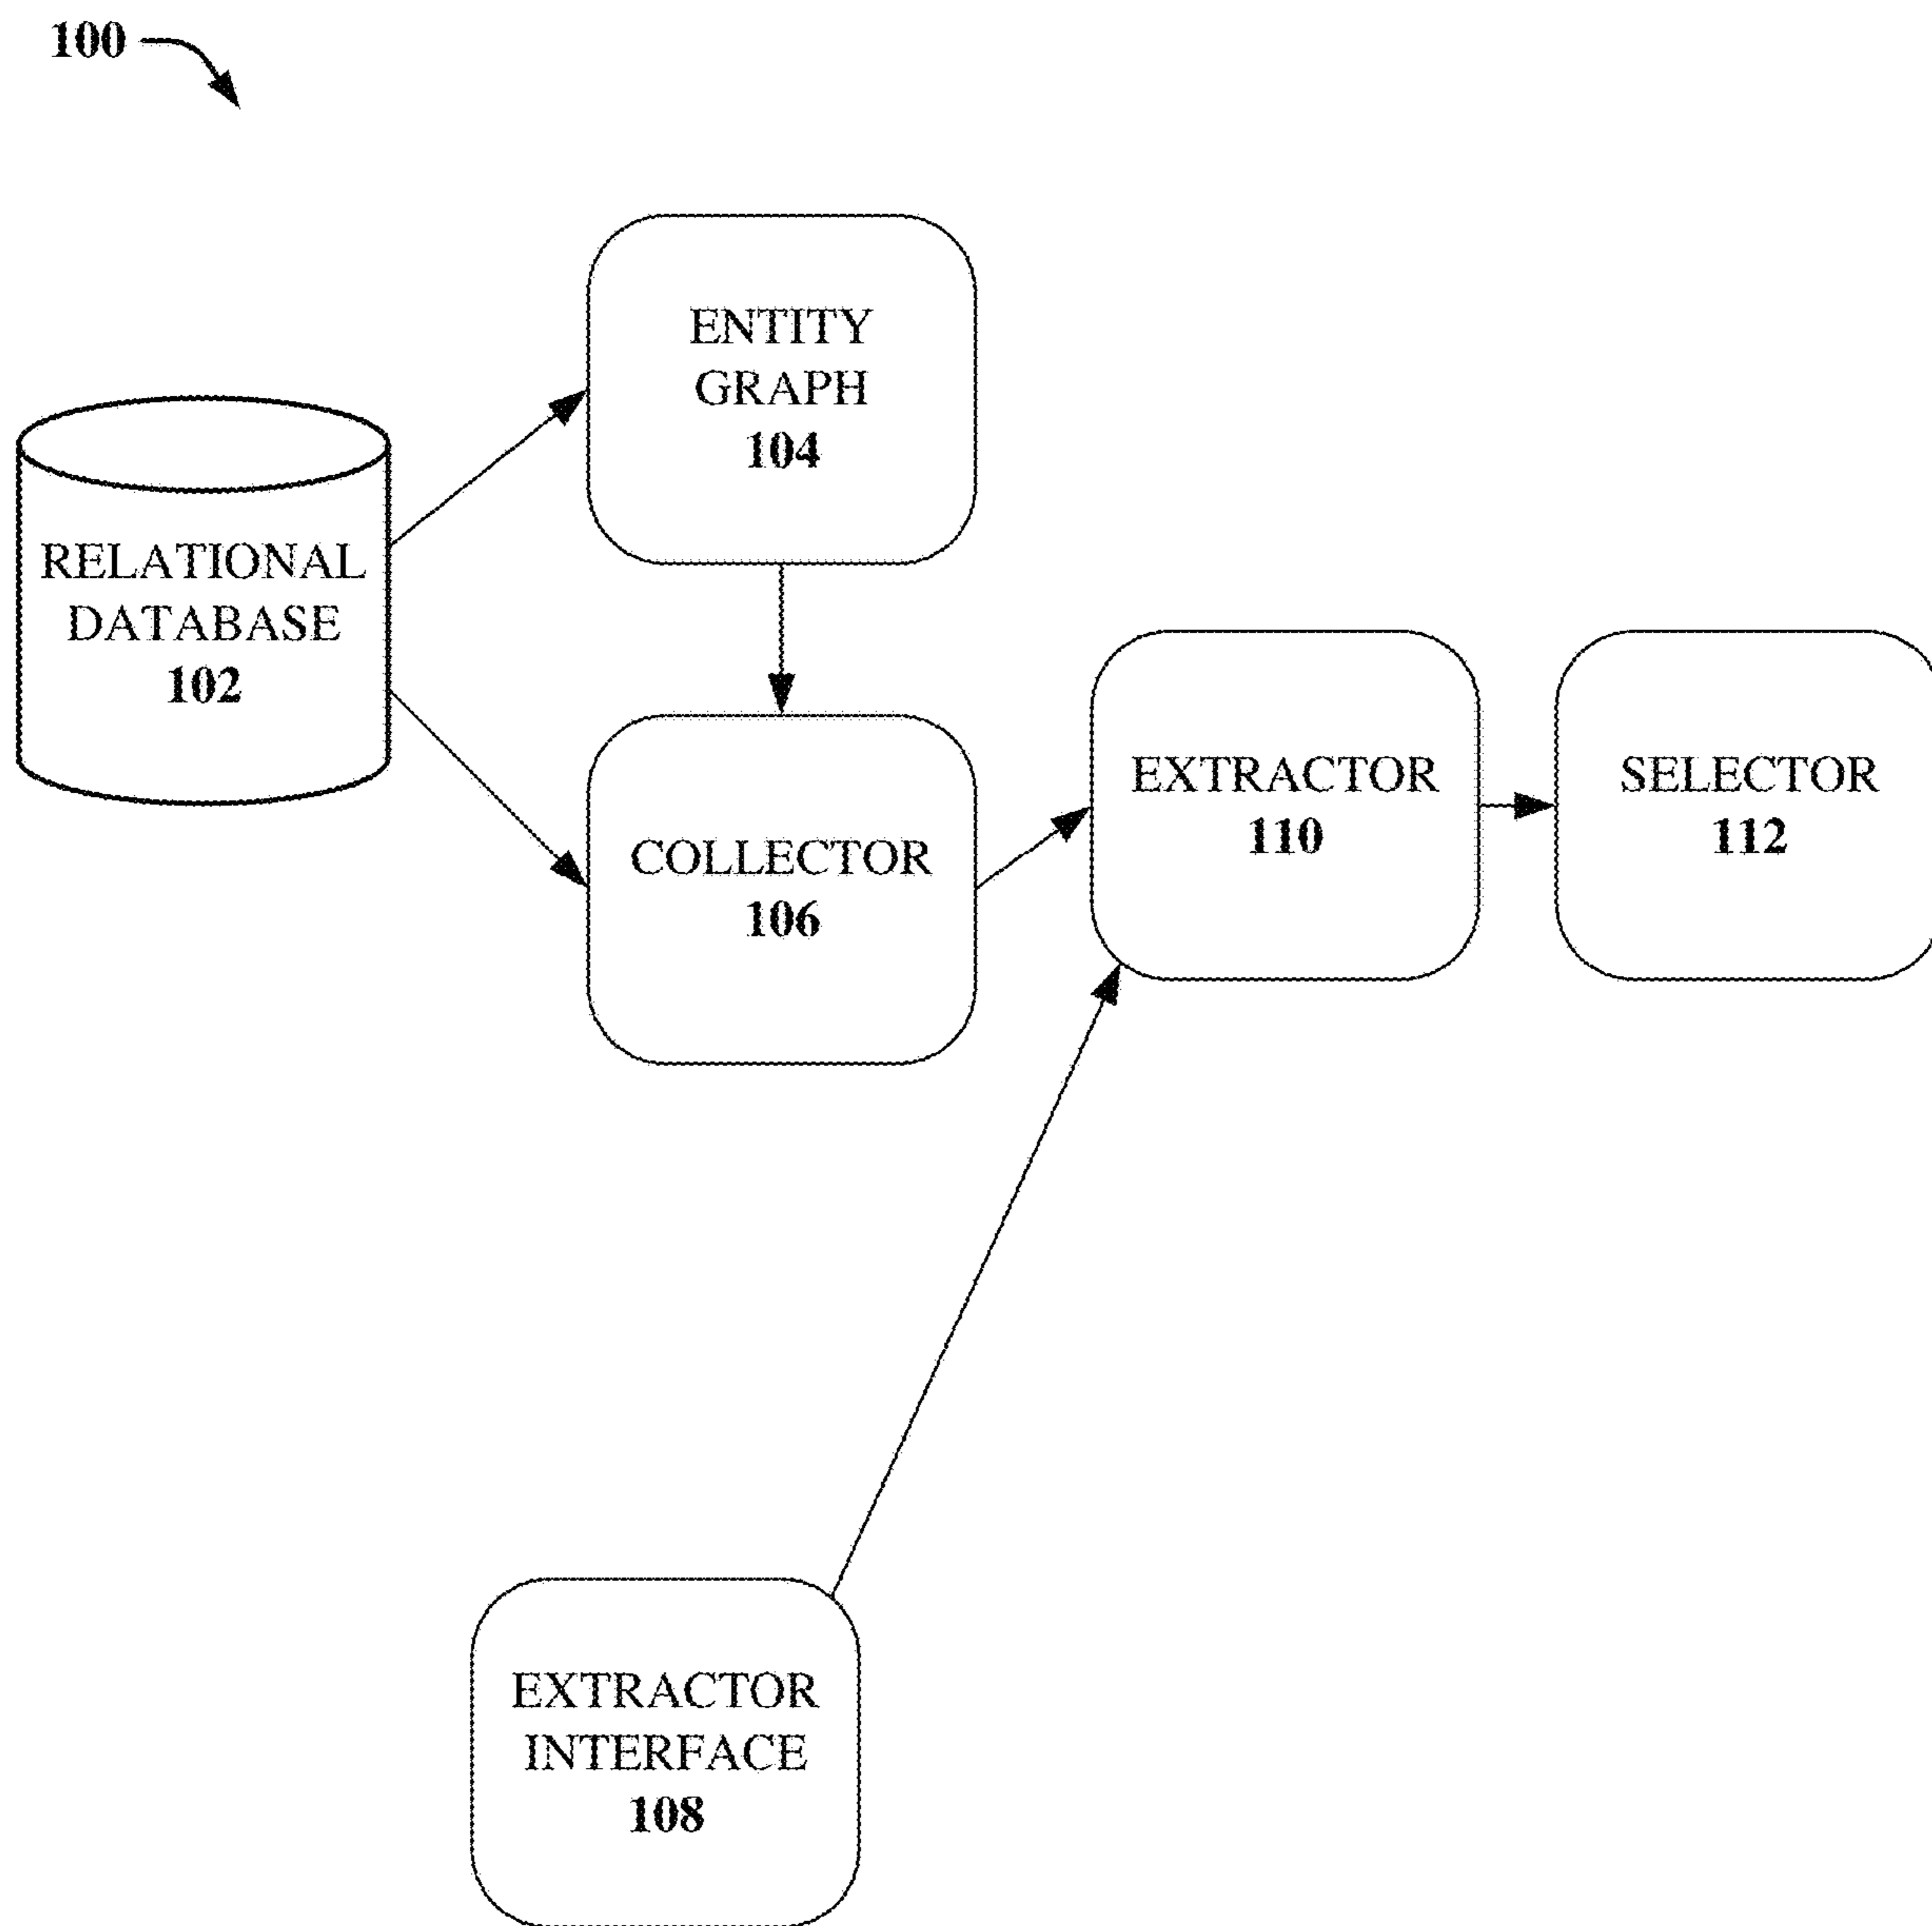 100
ENTITY
GRAPH
104
RELATIONAL
DATABASE
102
COLLECTOR
106
EXTRACTOR
110
SELECTOR
112
EXTRACTOR
INTERFACE
108